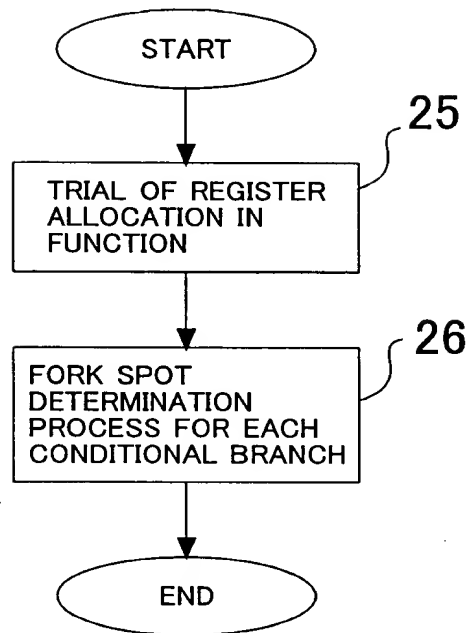 START
25
TRIAL OF REGISTER
ALLOCATION IN
FUNCTION
26
FORK SPOT
DETERMINATION
PROCESS FOR EACH
CONDITIONAL BRANCH
END